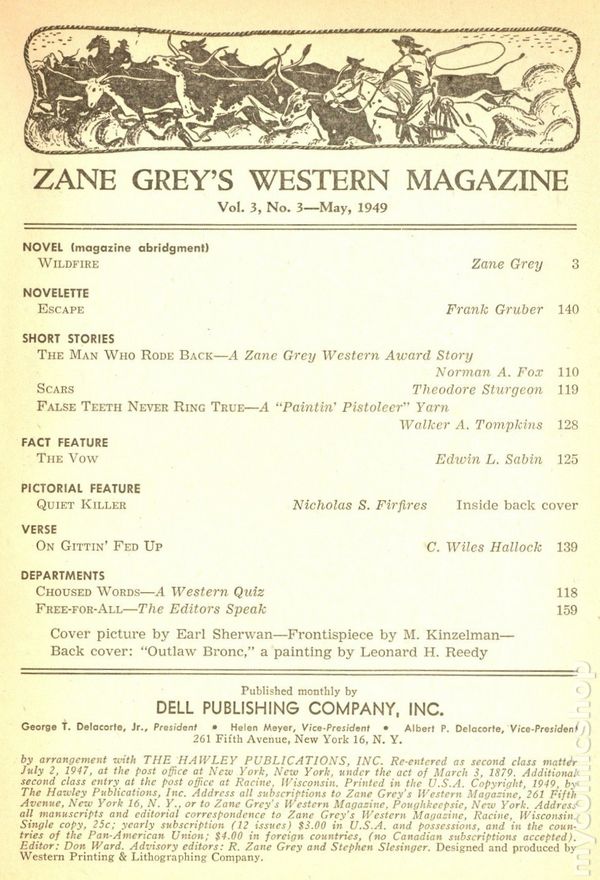 ZANE GREY'S WESTERN MAGAZINE
Vol. 3, No. 3—May, 1949
NOVEL (magazine abridgment)
WILDFIRE Zane Grey 3
NOVELETTE
ESCAPE Frank Gruber 140
SHORT STORIES
THE MAN WHO RODE BACK—A Zane Grey Western Award Story
Norman A. Fox 110
SCARS Theodore Sturgeon 119
FALSE TEETH NEVER RING TRUE—A "Paintin' Pistoleer" Yarn
Walker A. Tompkins 128
FACT FEATURE
THE VOW Edwin L. Sabin 125
PICTORIAL FEATURE
QUIET KILLER Nicholas S. Firfires Inside back cover
VERSE
ON GITTIN' FED UP C. Wiles Hallock 139
DEPARTMENTS
CHOUSED WORDS—A Western Quiz 118
FREE-FOR-ALL—The Editors Speak 159
Cover picture by Earl Sherwan—Frontispiece by M. Kinzelman—
Back cover: "Outlaw Bronc," a painting by Leonard H. Reedy
Published monthly by
DELL PUBLISHING COMPANY, INC.
George T. Delacorte, Jr., President • Helen Meyer, Vice-President • Albert P. Delacorte, Vice-President
261 Fifth Avenue, New York 16, N. Y.
by arrangement with THE HAWLEY PUBLICATIONS, INC. Re-entered as second class matter
July 2, 1947, at the post office at New York, New York, under the act of March 3, 1879. Additional
second class entry at the post office at Racine, Wisconsin. Printed in the U.S.A. Copyright, 1949, by
The Hawley Publications, Inc. Address all subscriptions to Zane Grey's Western Magazine, 261 Fifth
Avenue, New York 16, N. Y., or to Zane Grey's Western Magazine, Poughkeepsie, New York. Address
all manuscripts and editorial correspondence to Zane Grey's Western Magazine, Racine, Wisconsin.
Single copy, 25c; yearly subscription (12 issues) $3.00 in U.S.A. and possessions, and in the coun-
tries of the Pan-American Union; $4.00 in foreign countries, (no Canadian subscriptions accepted).
Editor: Don Ward. Advisory editors: R. Zane Grey and Stephen Slesinger. Designed and produced by
Western Printing & Lithographing Company.
mycomicshop